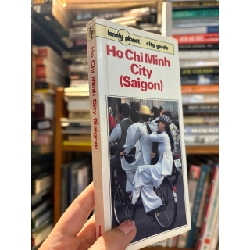 lonely planet city guide
Ho Chi Minh
City
(Saigon)
Ho Chi Minh City (Saigon)